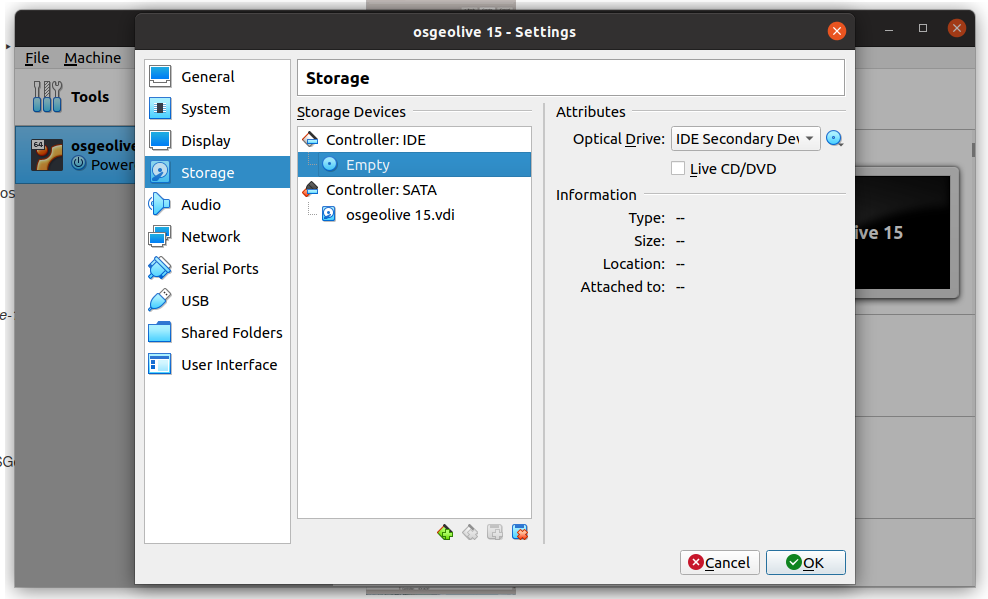 osgeolive 15 - Settings
File Machine
Tools
64
osgeolive
Power
General
System
Display
Storage
Audio
Network
Serial Ports
USB
Shared Folders
User Interface
Storage
Storage Devices
Controller: IDE
Empty
Controller: SATA
osgeolive 15.vdi
Attributes
Optical Drive: IDE Secondary Dev
Live CD/DVD
Information
Type: --
Size: --
Location: --
Attached to: --
ive 15
Cancel
OK